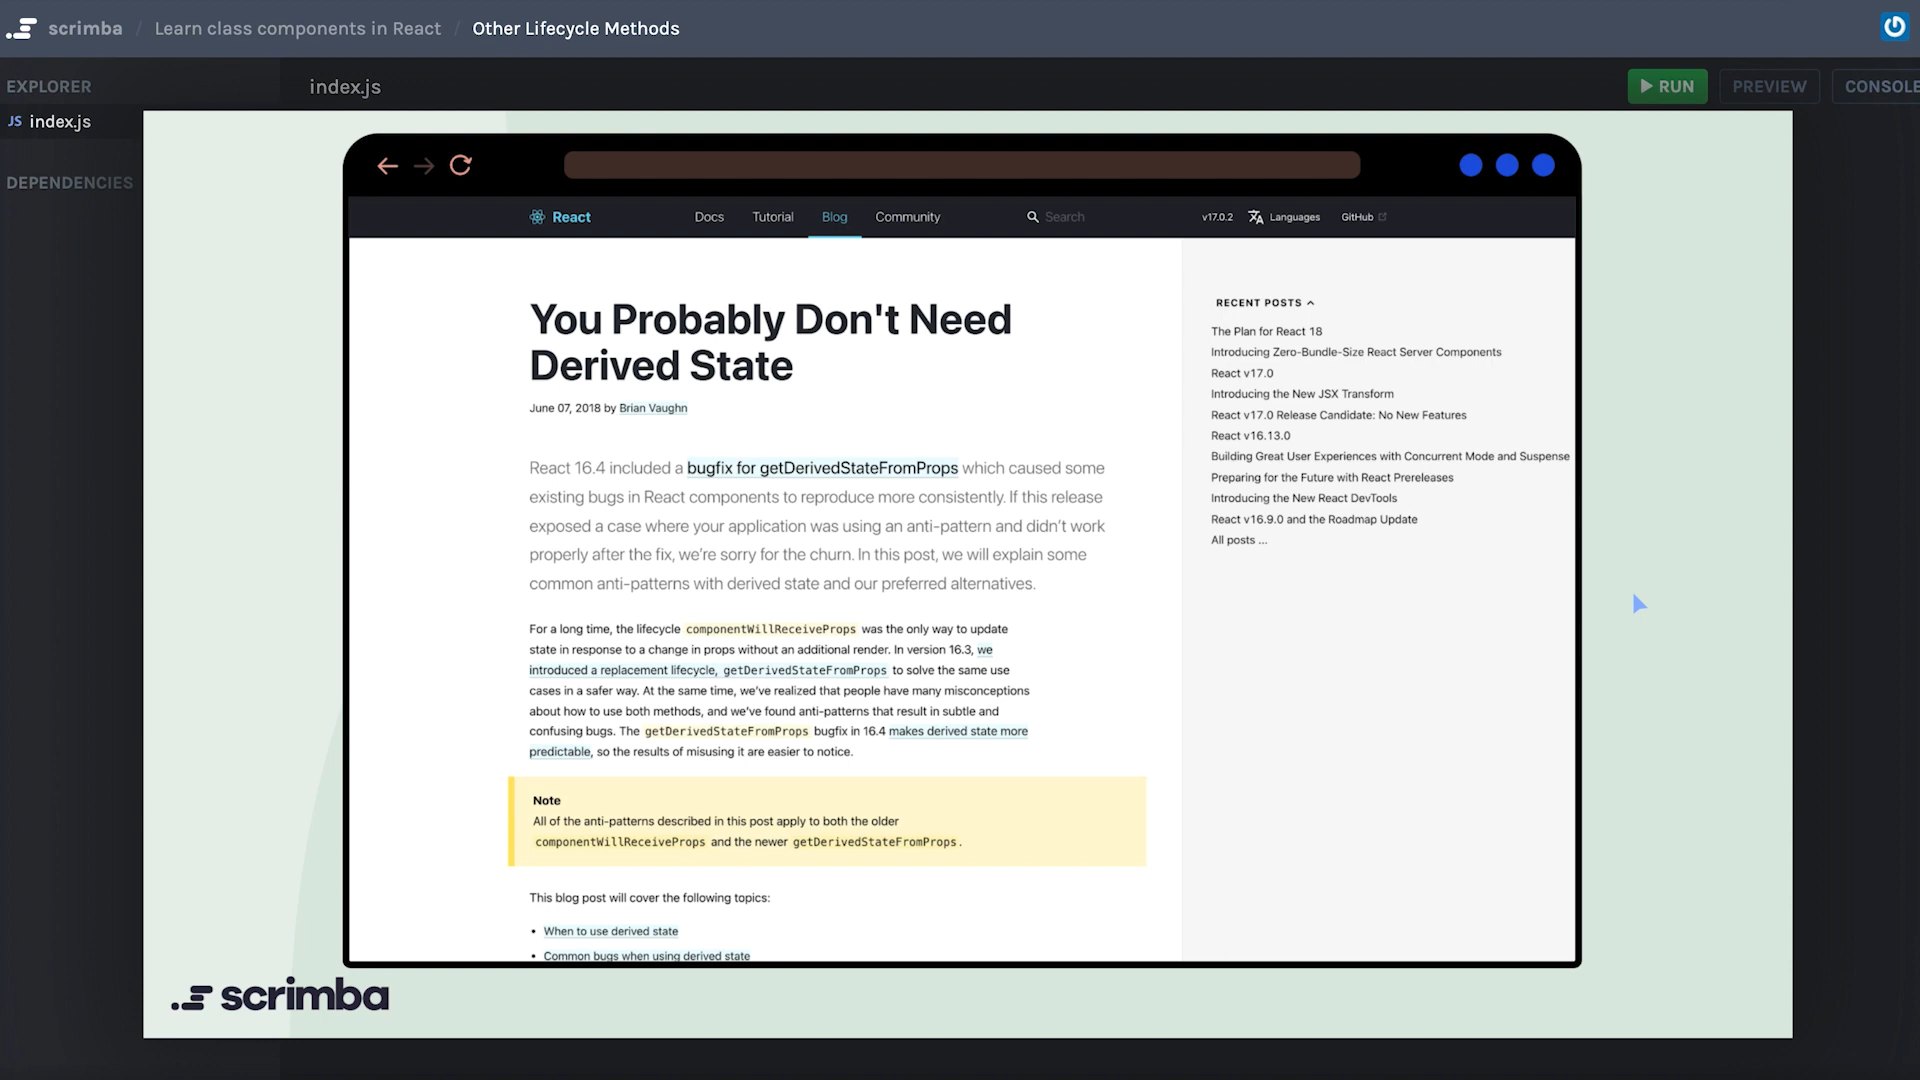 scrimba / Learn class components in React / Other Lifecycle Methods
EXPLORER
index.js
RUN
PREVIEW
CONSOLE
JS index.js
DEPENDENCIES
React
Docs
Tutorial
Blog
Community
Search
v17.0.2
Languages
GitHub
You Probably Don't Need
Derived State
June 07, 2018 by Brian Vaughn
React 16.4 included a bugfix for getDerivedStateFromProps which caused some
existing bugs in React components to reproduce more consistently. If this release
exposed a case where your application was using an anti-pattern and didn’t work
properly after the fix, we’re sorry for the churn. In this post, we will explain some
common anti-patterns with derived state and our preferred alternatives.
For a long time, the lifecycle componentWillReceiveProps was the only way to update
state in response to a change in props without an additional render. In version 16.3, we
introduced a replacement lifecycle, getDerivedStateFromProps to solve the same use
cases in a safer way. At the same time, we’ve realized that people have many misconceptions
about how to use both methods, and we’ve found anti-patterns that result in subtle and
confusing bugs. The getDerivedStateFromProps bugfix in 16.4 makes derived state more
predictable, so the results of misusing it are easier to notice.
Note
All of the anti-patterns described in this post apply to both the older
componentWillReceiveProps and the newer getDerivedStateFromProps.
This blog post will cover the following topics:
• When to use derived state
• Common bugs when using derived state
RECENT POSTS
The Plan for React 18
Introducing Zero-Bundle-Size React Server Components
React v17.0
Introducing the New JSX Transform
React v17.0 Release Candidate: No New Features
React v16.13.0
Building Great User Experiences with Concurrent Mode and Suspense
Preparing for the Future with React Prereleases
Introducing the New React DevTools
React v16.9.0 and the Roadmap Update
All posts ...
scrimba